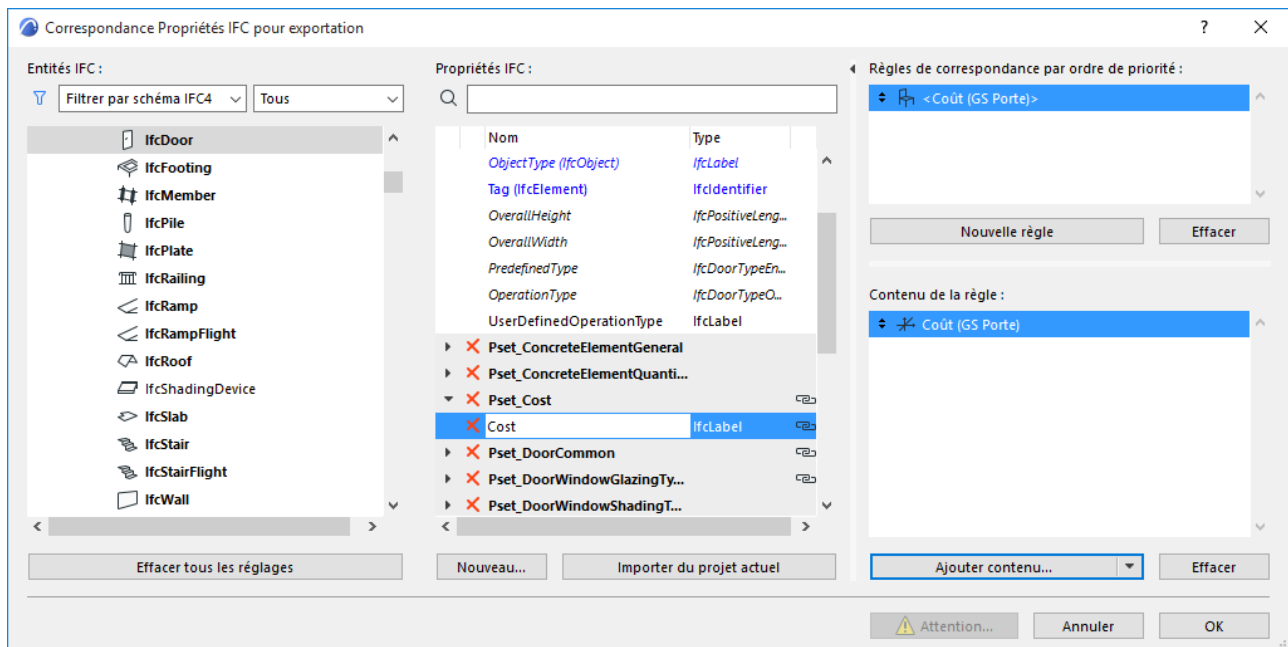 Correspondance Propriétés IFC pour exportation
?
Entités IFC :
Filtrer par schéma IFC4
Tous
IfcDoor
IfcFooting
IfcMember
IfcPile
IfcPlate
IfcRailing
IfcRamp
IfcRampFlight
IfcRoof
IfcShadingDevice
IfcSlab
IfcStair
IfcStairFlight
IfcWall
Effacer tous les réglages
Propriétés IFC :
Nom Type
ObjectType (IfcObject) IfcLabel
Tag (IfcElement) IfcIdentifier
OverallHeight IfcPositiveLeng...
OverallWidth IfcPositiveLeng...
PredefinedType IfcDoorTypeEn...
OperationType IfcDoorTypeO...
UserDefinedOperationType IfcLabel
Pset_ConcreteElementGeneral
Pset_ConcreteElementQuanti...
Pset_Cost
Cost IfcLabel
Pset_DoorCommon
Pset_DoorWindowGlazingTy...
Pset_DoorWindowShadingT...
Nouveau... Importer du projet actuel
Règles de correspondance par ordre de priorité :
<Coût (GS Porte)>
Nouvelle règle Effacer
Contenu de la règle :
Coût (GS Porte)
Ajouter contenu... Effacer
Attention... Annuler OK